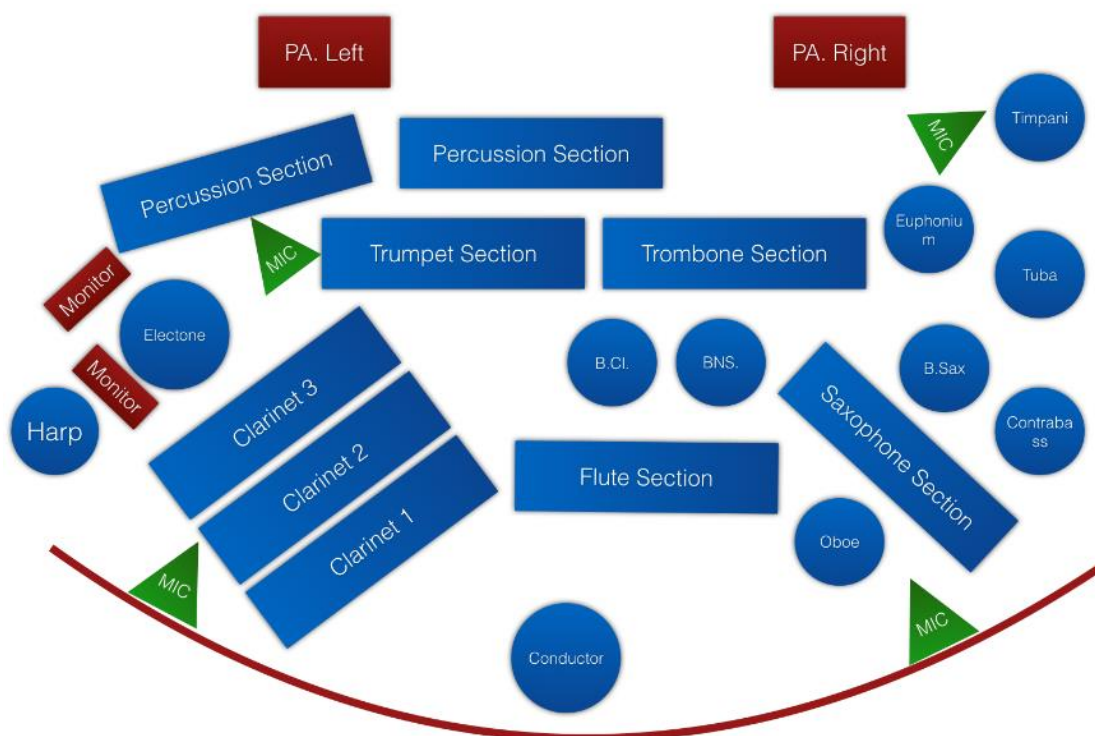 PA. Left
PA. Right
Timpani
MIC
Percussion Section
Percussion Section
Euphoniu
m
Trumpet Section
Trombone Section
MIC
Tuba
Monitor
Electone
B.Cl.
BNS.
B.Sax
Monitor
Harp
Clarinet 3
Saxophone Section
Contraba
ss
Clarinet 2
Flute Section
Clarinet 1
Oboe
MIC
MIC
Conductor